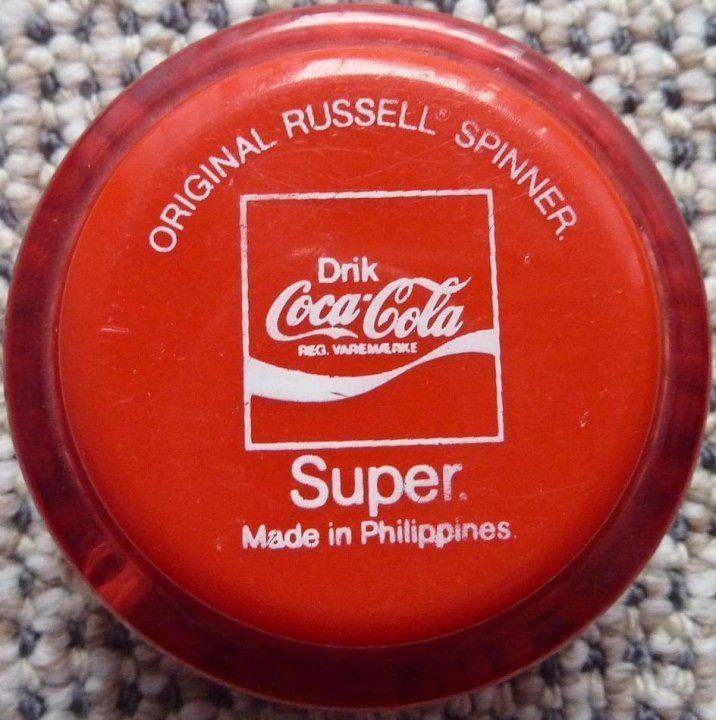 ORIGINAL RUSSELL® SPINNER.
Drik
Coca-Cola
REG. VAREMÆRKE
Super.
Made in Philippines.